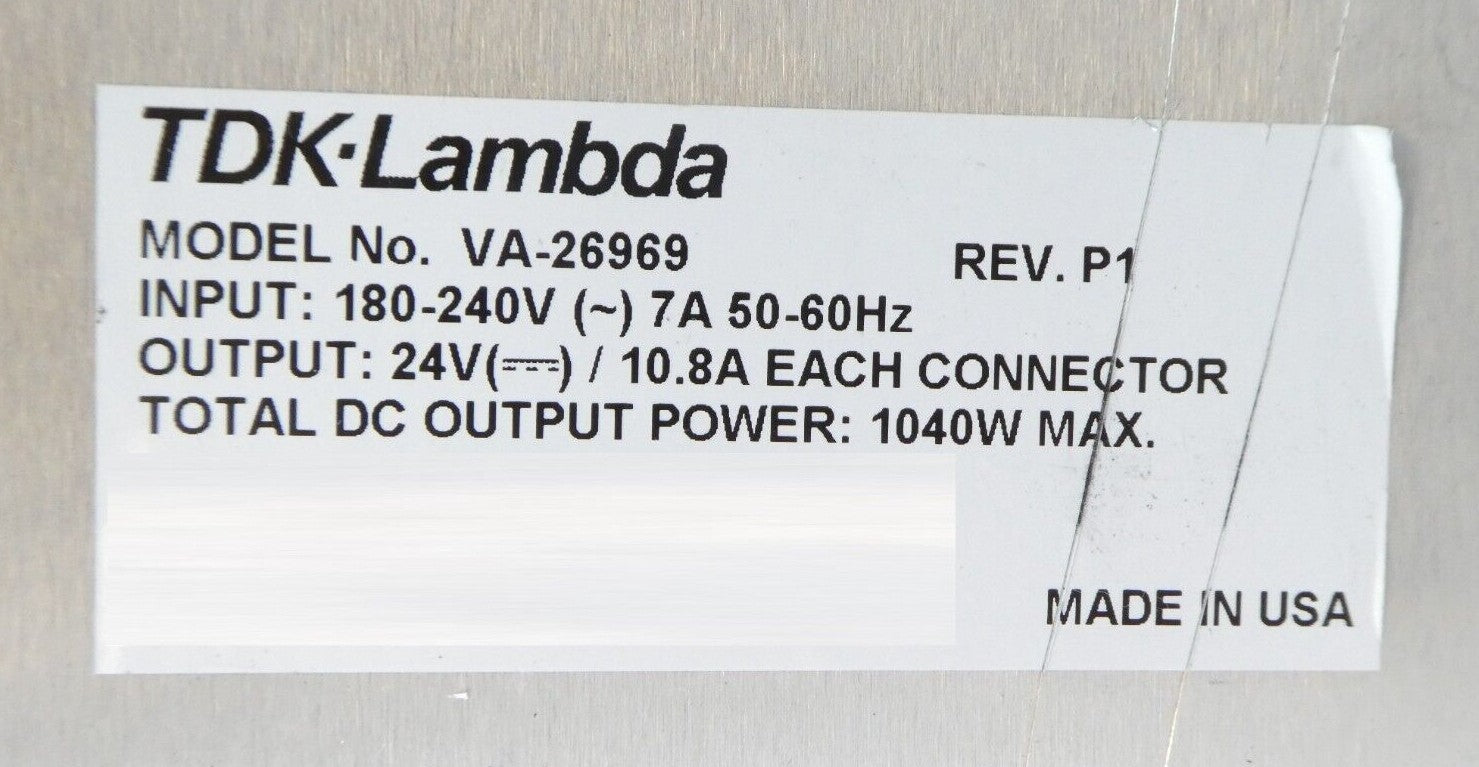 TDK·Lambda
MODEL No. VA-26969 REV. P1
INPUT: 180-240V (~) 7A 50-60Hz
OUTPUT: 24V(⎓) / 10.8A EACH CONNECTOR
TOTAL DC OUTPUT POWER: 1040W MAX.
MADE IN USA